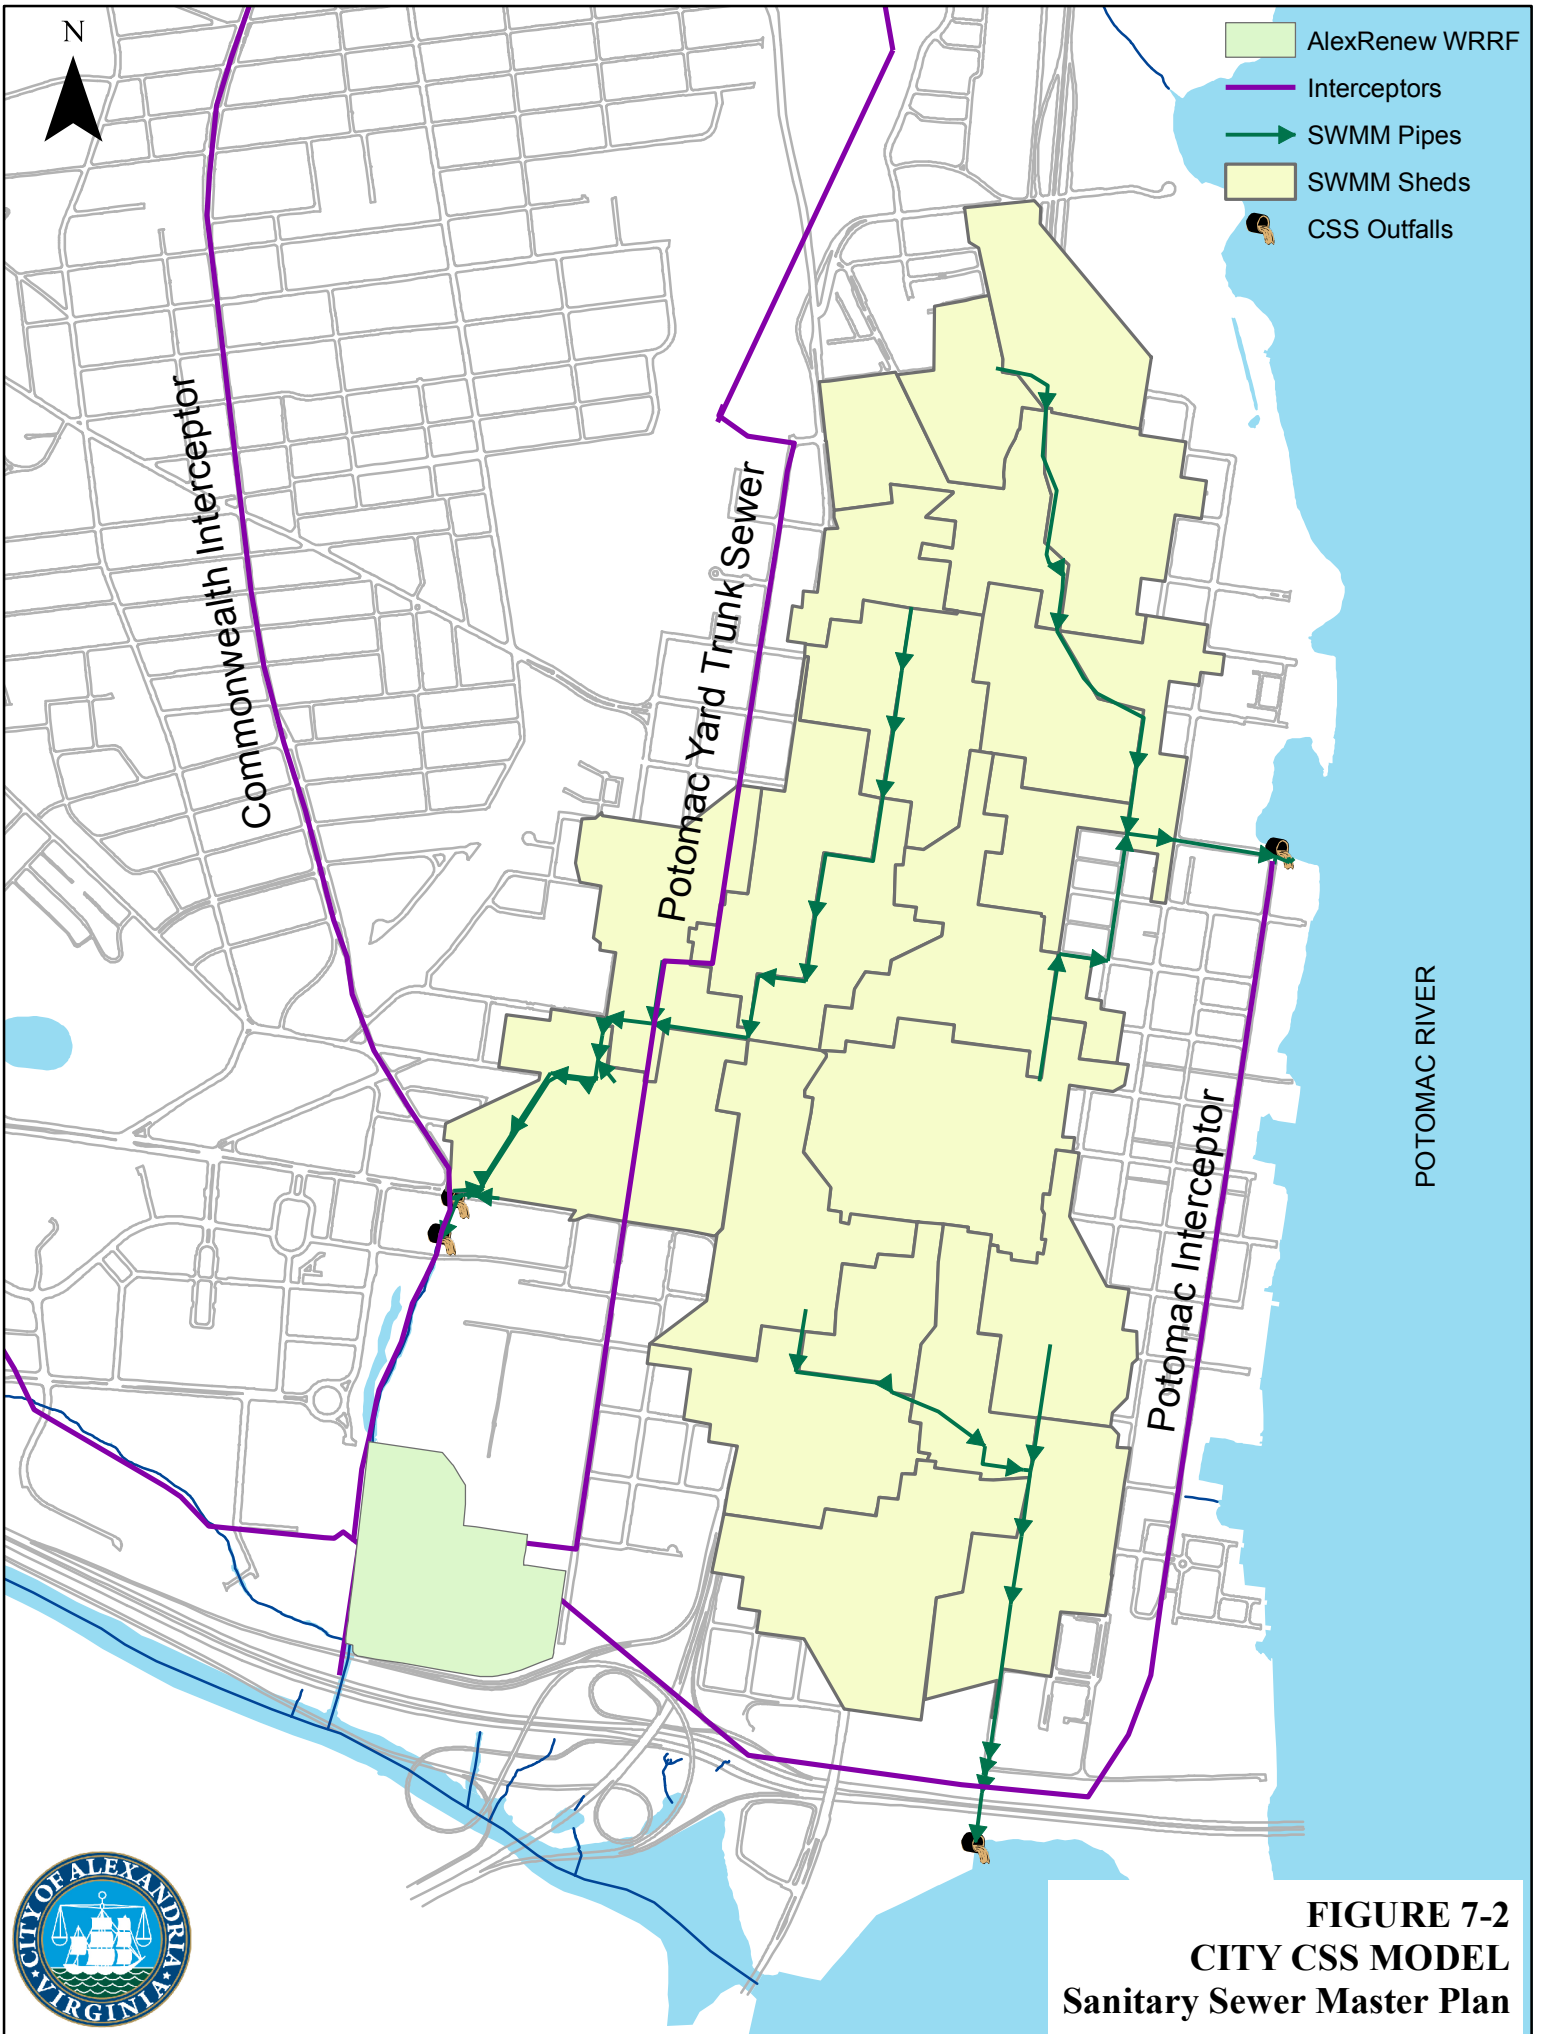 N
AlexRenew WRRF
Interceptors
SWMM Pipes
SWMM Sheds
CSS Outfalls
Commonwealth Interceptor
Potomac Yard Trunk Sewer
Potomac Interceptor
POTOMAC RIVER
CITY OF ALEXANDRIA
VIRGINIA
FIGURE 7-2
CITY CSS MODEL
Sanitary Sewer Master Plan